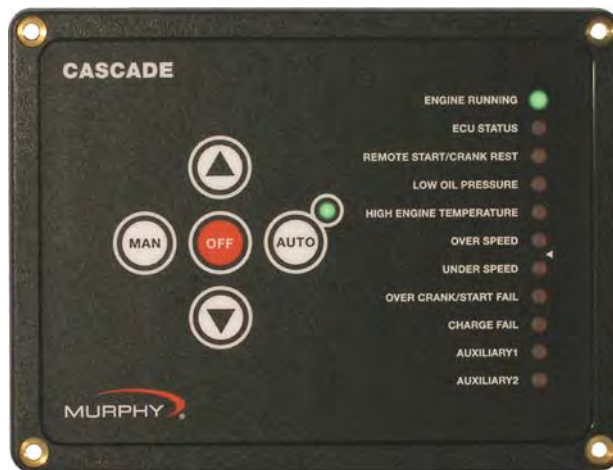 CASCADE
MAN
OFF
AUTO
ENGINE RUNNING
ECU STATUS
REMOTE START/CRANK REST
LOW OIL PRESSURE
HIGH ENGINE TEMPERATURE
OVER SPEED
UNDER SPEED
OVER CRANK/START FAIL
CHARGE FAIL
AUXILIARY1
AUXILIARY2
MURPHY®